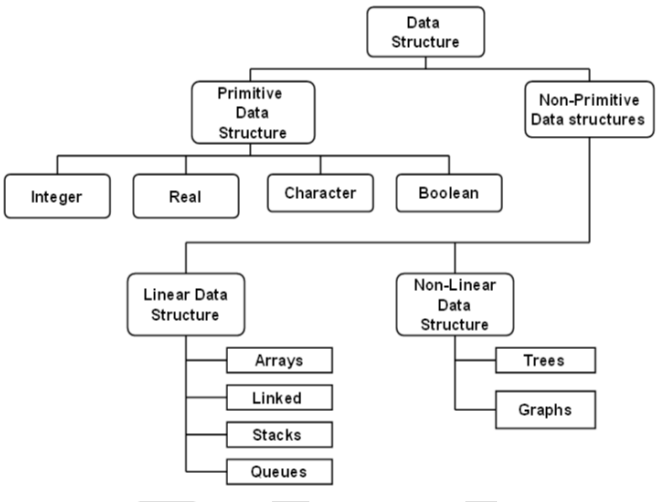 Data
Structure
Primitive
Data
Structure
Non-Primitive
Data structures
Integer
Real
Character
Boolean
Linear Data
Structure
Non-Linear
Data
Structure
Arrays
Linked
Stacks
Queues
Trees
Graphs